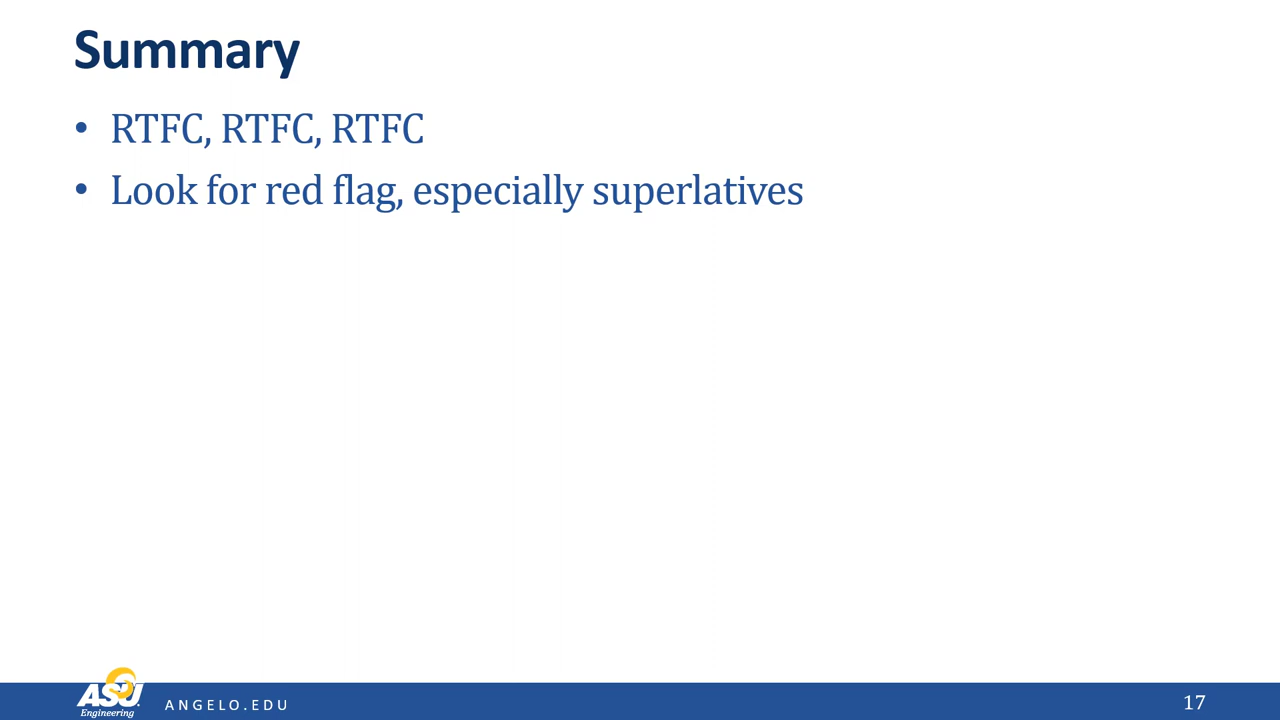 Summary
• RTFC, RTFC, RTFC
• Look for red flag, especially superlatives
ASU
Engineering
ANGELO.EDU
17